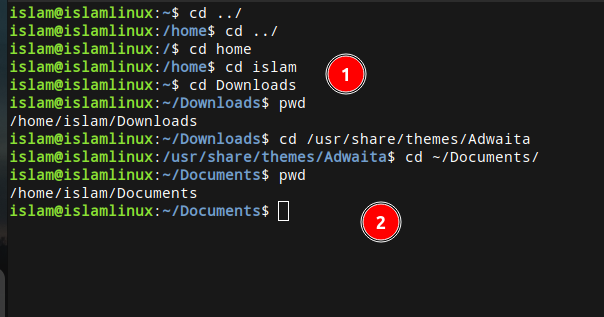 islam@islamlinux:~$ cd ../
islam@islamlinux:/home$ cd ../
islam@islamlinux:/$ cd home
islam@islamlinux:/home$ cd islam
1
islam@islamlinux:~$ cd Downloads
islam@islamlinux:~/Downloads$ pwd
/home/islam/Downloads
islam@islamlinux:~/Downloads$ cd /usr/share/themes/Adwaita
islam@islamlinux:/usr/share/themes/Adwaita$ cd ~/Documents/
islam@islamlinux:~/Documents$ pwd
/home/islam/Documents
islam@islamlinux:~/Documents$
2